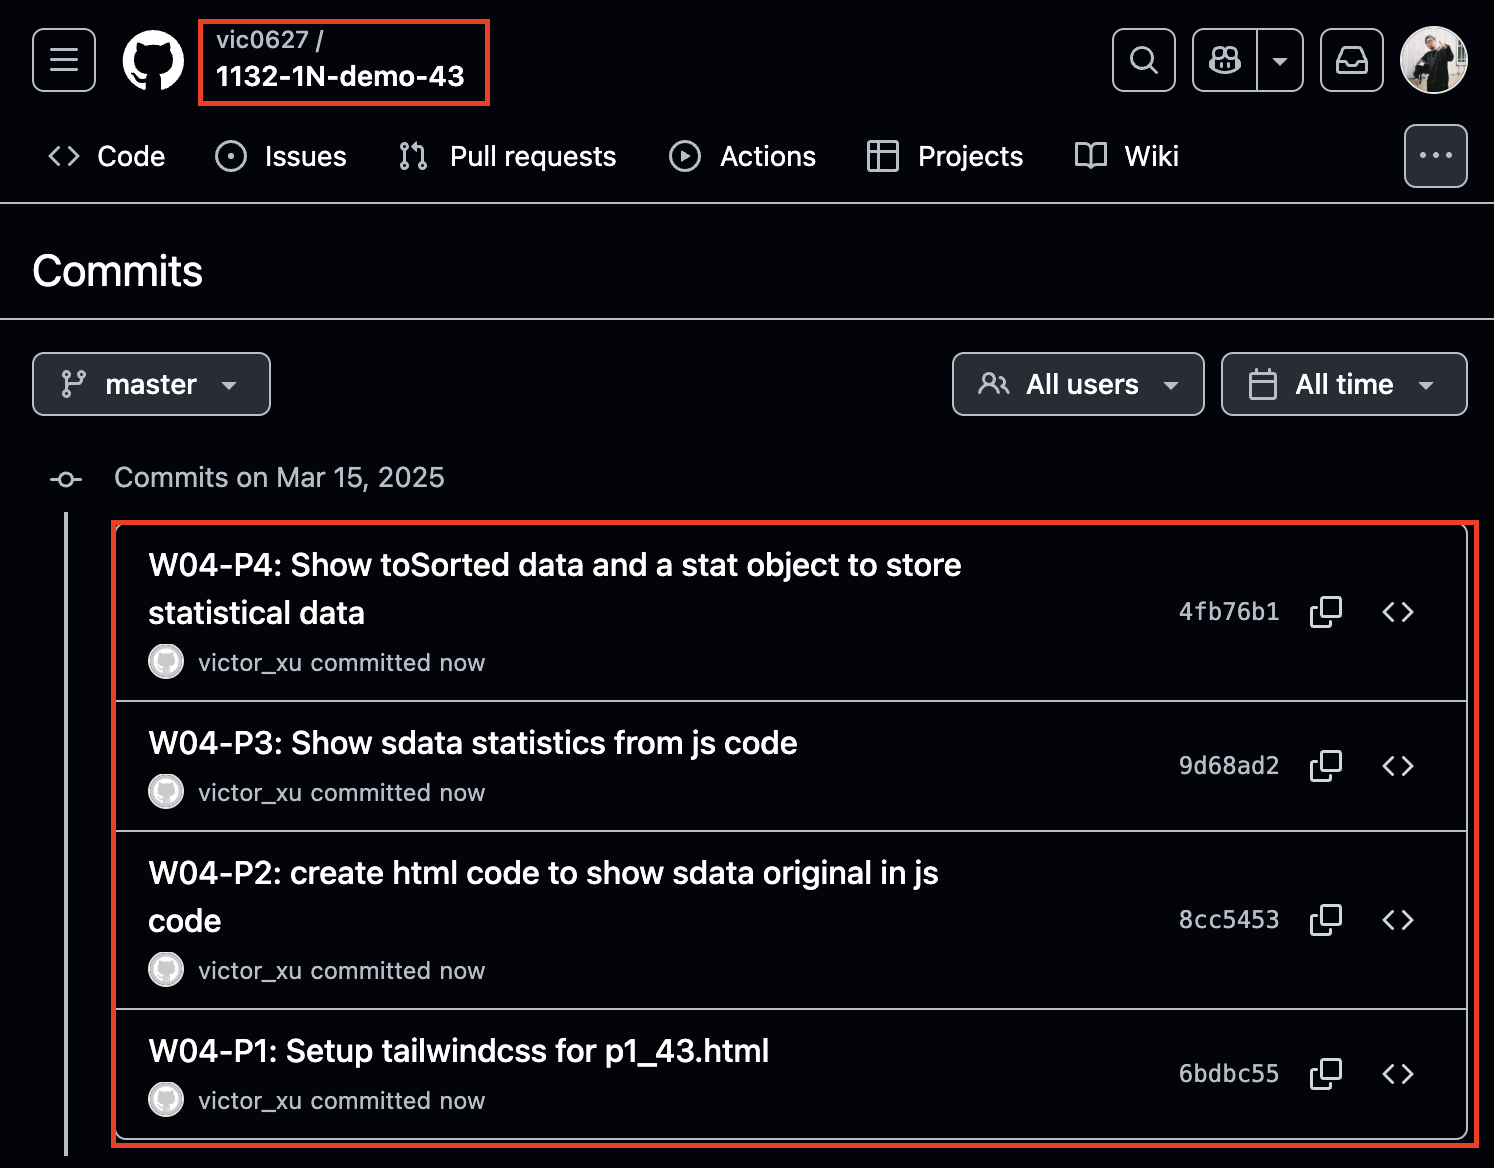 vic0627 /
1132-1N-demo-43
Code Issues Pull requests Actions Projects Wiki
Commits
master All users All time
Commits on Mar 15, 2025
W04-P4: Show toSorted data and a stat object to store
statistical data
4fb76b1
victor_xu committed now
W04-P3: Show sdata statistics from js code
9d68ad2
victor_xu committed now
W04-P2: create html code to show sdata original in js
code
8cc5453
victor_xu committed now
W04-P1: Setup tailwindcss for p1_43.html
6bdbc55
victor_xu committed now